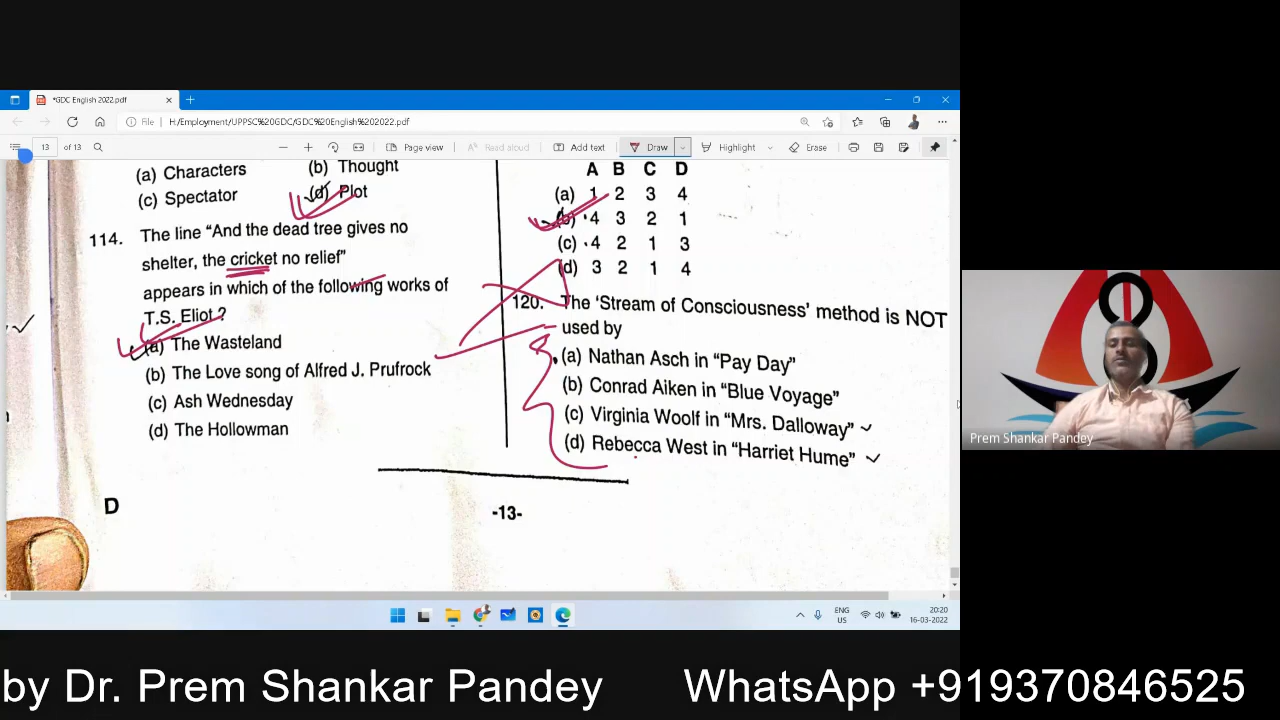 *GDC English 2022.pdf
File
H:/Employment/UPPSC%20GDC/GDC%20English%202022.pdf
13
of 13
Page view
Read aloud
Add text
Draw
Highlight
Erase
(a) Characters
(b) Thought
(c) Spectator
(d) Plot
114. The line “And the dead tree gives no
shelter, the cricket no relief”
appears in which of the following works of
T.S. Eliot ?
(a) The Wasteland
(b) The Love song of Alfred J. Prufrock
(c) Ash Wednesday
(d) The Hollowman
D
A B C D
(a) 1 2 3 4
(b) 4 3 2 1
(c) 4 2 1 3
(d) 3 2 1 4
120. The ‘Stream of Consciousness’ method is NOT
used by
(a) Nathan Asch in “Pay Day”
(b) Conrad Aiken in “Blue Voyage”
(c) Virginia Woolf in “Mrs. Dalloway”
(d) Rebecca West in “Harriet Hume”
-13-
Prem Shankar Pandey
ENG
US
20:20
16-03-2022
by Dr. Prem Shankar Pandey WhatsApp +919370846525